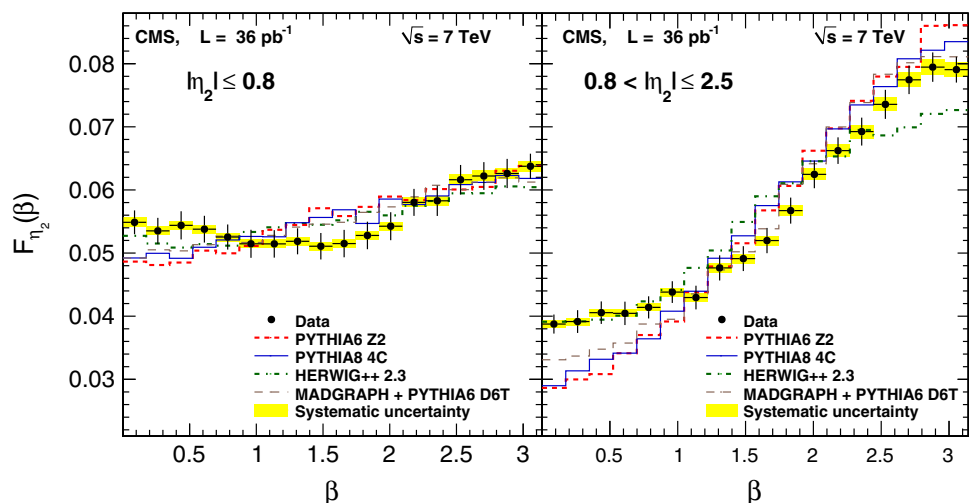 CMS, L = 36 pb⁻¹ √s = 7 TeV
|η₂| ≤ 0.8
F_η₂(β)
0.08
0.07
0.06
0.05
0.04
0.03
Data
PYTHIA6 Z2
PYTHIA8 4C
HERWIG++ 2.3
MADGRAPH + PYTHIA6 D6T
Systematic uncertainty
0.5 1 1.5 2 2.5 3
β
CMS, L = 36 pb⁻¹ √s = 7 TeV
0.8 < |η₂| ≤ 2.5
Data
PYTHIA6 Z2
PYTHIA8 4C
HERWIG++ 2.3
MADGRAPH + PYTHIA6 D6T
Systematic uncertainty
0.5 1 1.5 2 2.5 3
β